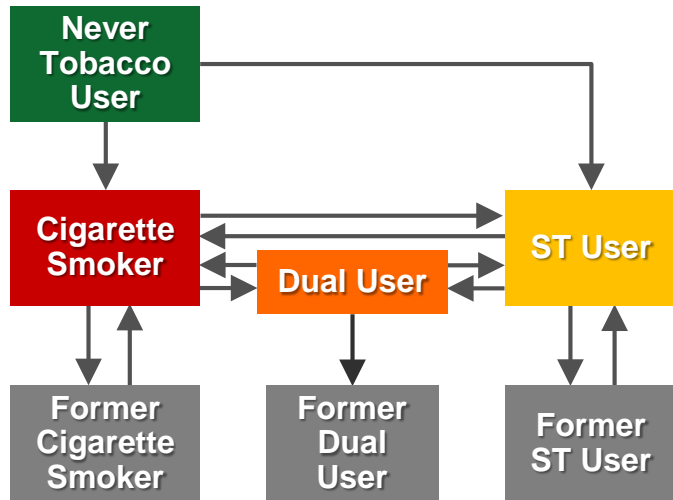 Never
Tobacco
User
Cigarette
Smoker
ST User
Dual User
Former
Cigarette
Smoker
Former
Dual
User
Former
ST User